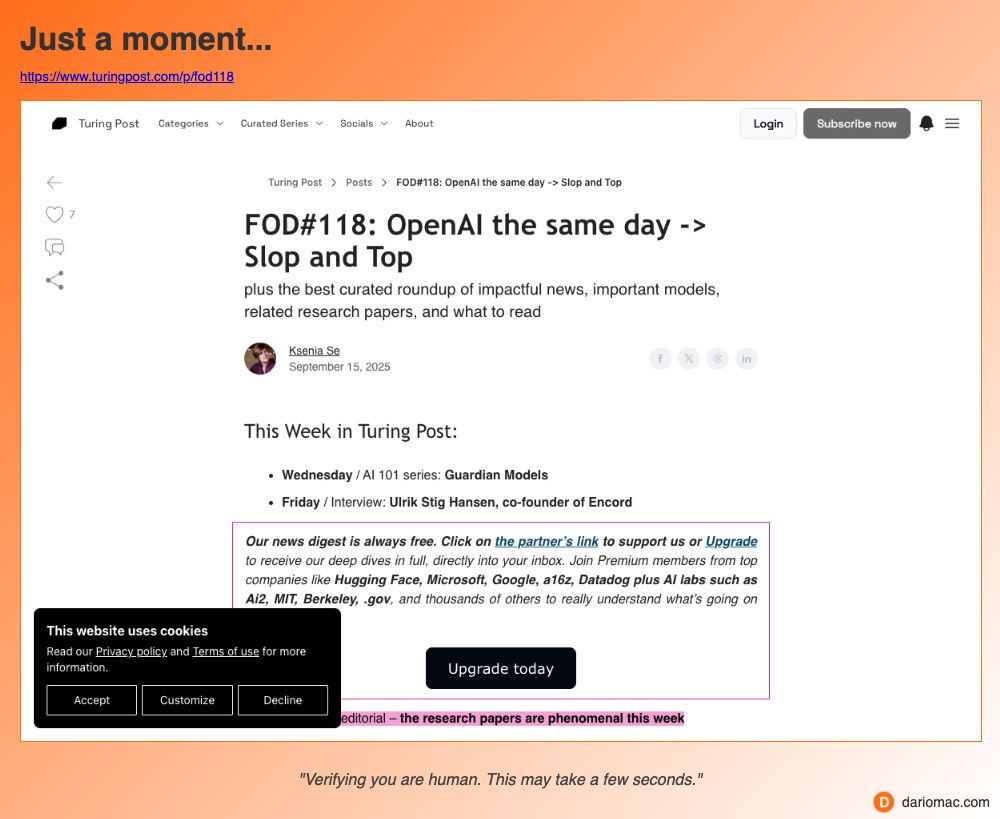 Just a moment...
https://www.turingpost.com/p/fod118
Turing Post
Categories
Curated Series
Socials
About
Login
Subscribe now
Turing Post > Posts > FOD#118: OpenAI the same day -> Slop and Top
7
FOD#118: OpenAI the same day ->
Slop and Top
plus the best curated roundup of impactful news, important models,
related research papers, and what to read
Ksenia Se
September 15, 2025
This Week in Turing Post:
• Wednesday / AI 101 series: Guardian Models
• Friday / Interview: Ulrik Stig Hansen, co-founder of Encord
Our news digest is always free. Click on the partner's link to support us or Upgrade
to receive our deep dives in full, directly into your inbox. Join Premium members from top
companies like Hugging Face, Microsoft, Google, a16z, Datadog plus AI labs such as
Ai2, MIT, Berkeley, .gov, and thousands of others to really understand what's going on
Upgrade today
editorial – the research papers are phenomenal this week
This website uses cookies
Read our Privacy policy and Terms of use for more
information.
Accept
Customize
Decline
"Verifying you are human. This may take a few seconds."
D
dariomac.com